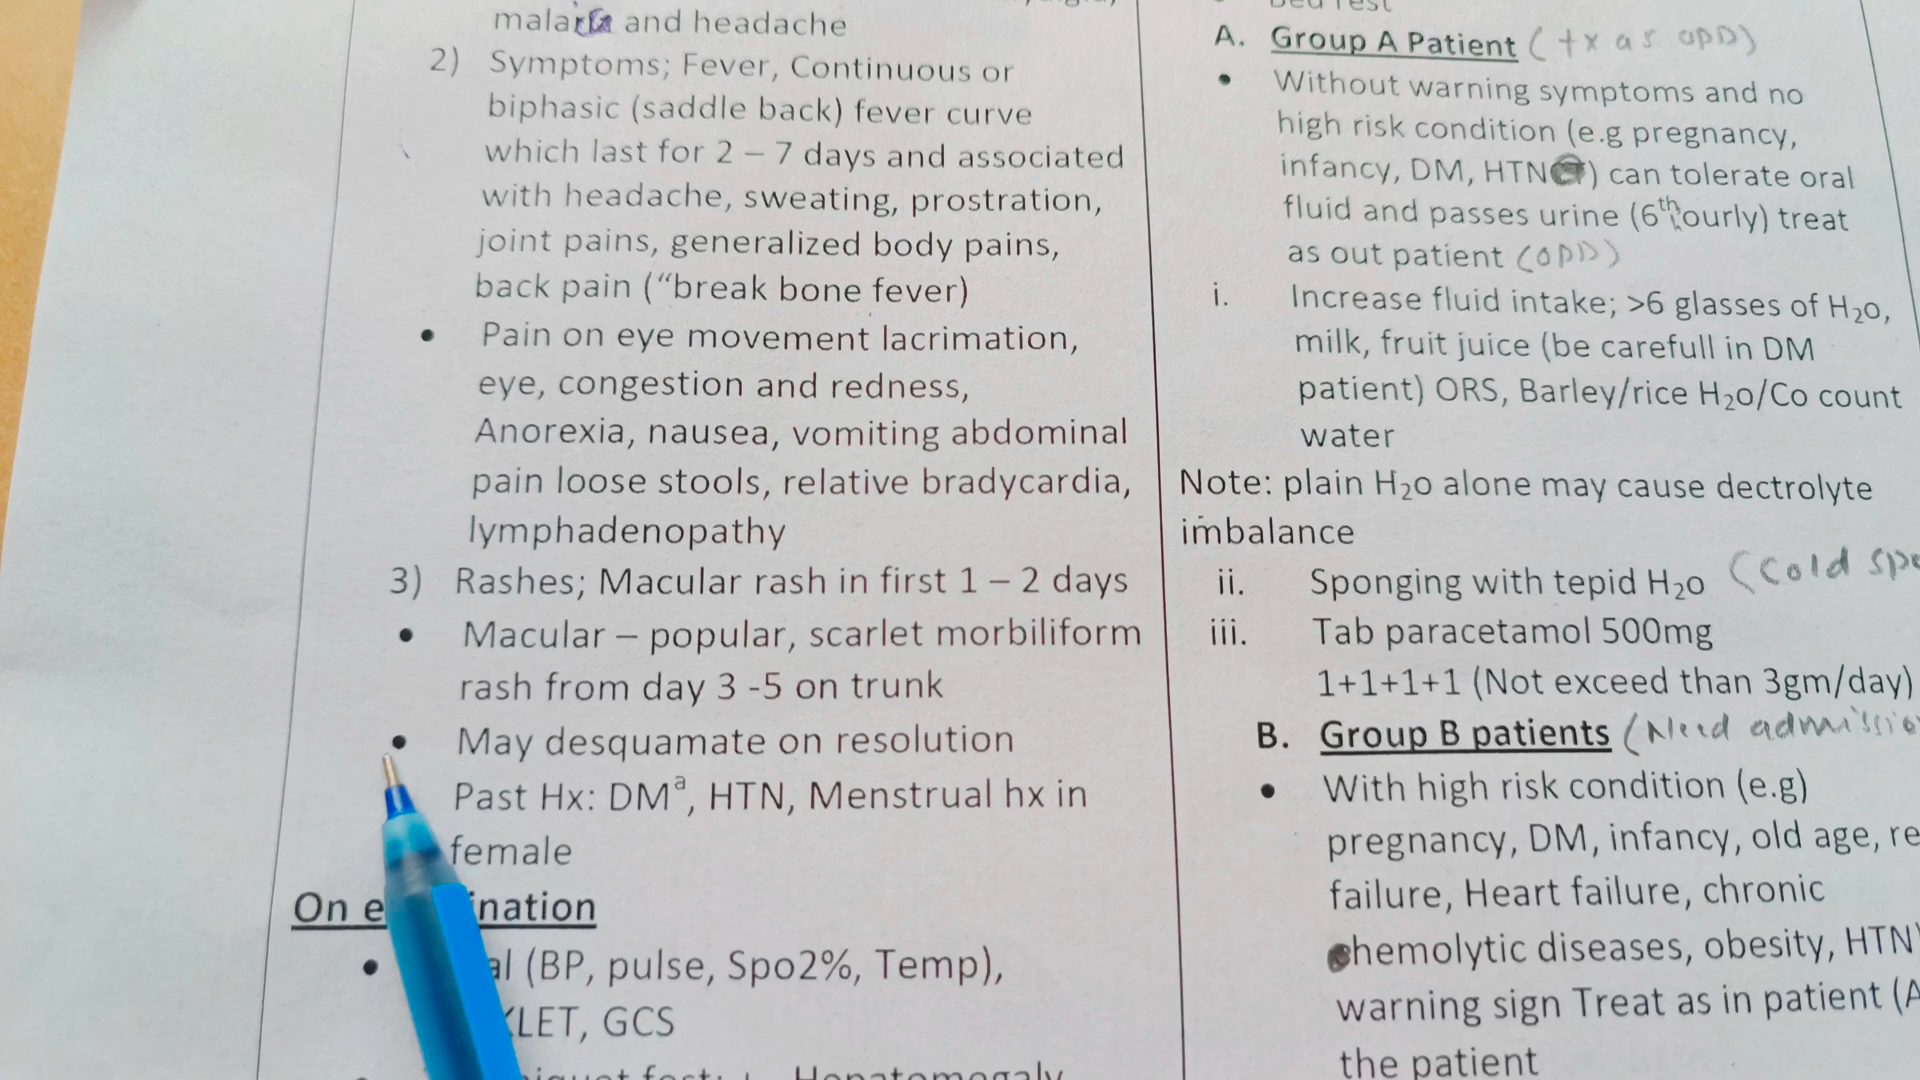 and headache
2) Symptoms; Fever, Continuous or
biphasic (saddle back) fever curve
which last for 2 – 7 days and associated
with headache, sweating, prostration,
joint pains, generalized body pains,
back pain (“break bone fever)
• Pain on eye movement lacrimation,
eye, congestion and redness,
Anorexia, nausea, vomiting abdominal
pain loose stools, relative bradycardia,
lymphadenopathy
3) Rashes; Macular rash in first 1 – 2 days
• Macular – popular, scarlet morbiliform
rash from day 3 -5 on trunk
• May desquamate on resolution
Past Hx: DMª, HTN, Menstrual hx in
female
On
• (BP, pulse, Spo2%, Temp),
GCS
A. Group A Patient (tx as OPD)
• Without warning symptoms and no
high risk condition (e.g pregnancy,
infancy, DM, HTN ) can tolerate oral
fluid and passes urine (6th ourly) treat
as out patient (OPD)
i. Increase fluid intake; >6 glasses of H₂o,
milk, fruit juice (be carefull in DM
patient) ORS, Barley/rice H₂o/Co count
water
Note: plain H₂o alone may cause dectrolyte
imbalance
ii. Sponging with tepid H₂o (Cold
iii. Tab paracetamol 500mg
1+1+1+1 (Not exceed than 3gm/day)
B. Group B patients (Need
• With high risk condition (e.g)
pregnancy, DM, infancy, old age,
failure, Heart failure, chronic
hemolytic diseases, obesity, HTN
warning sign Treat as in patient (A
the patient